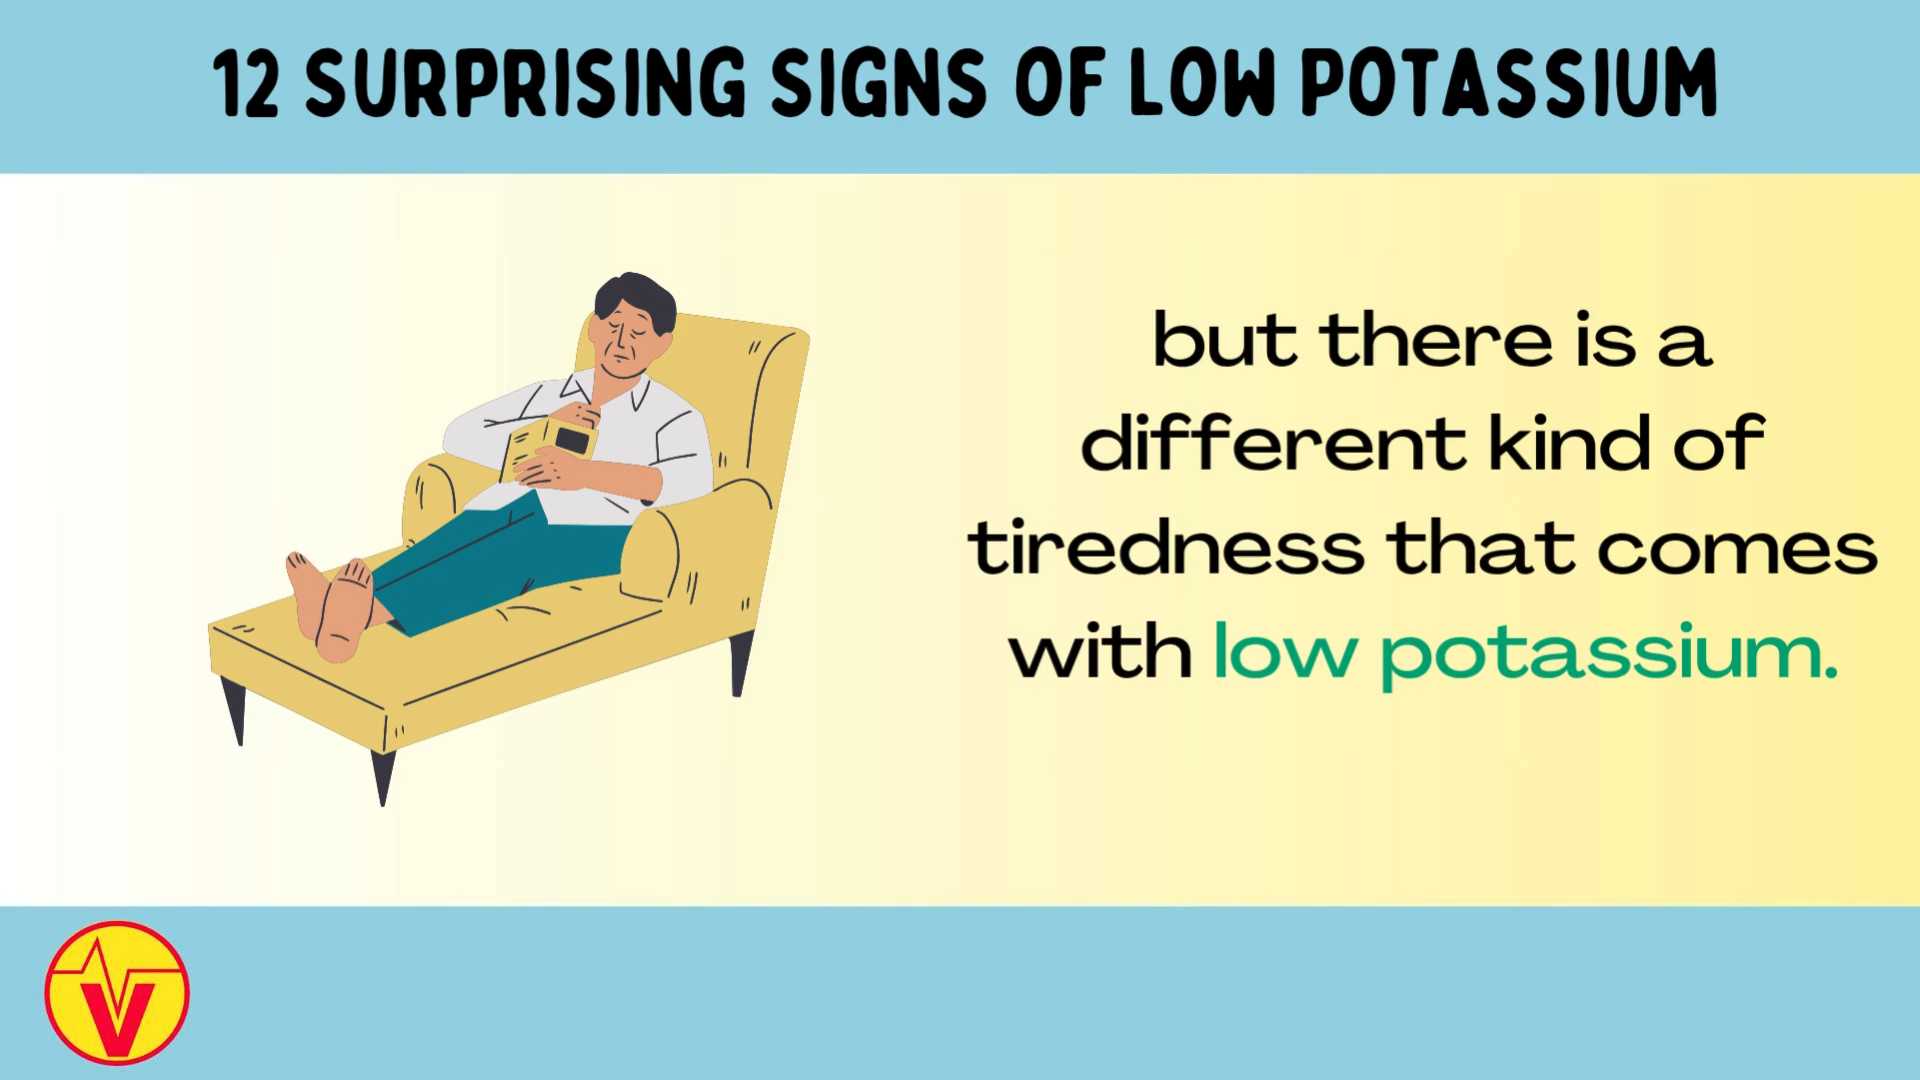 12 SURPRISING SIGNS OF LOW POTASSIUM
but there is a
different kind of
tiredness that comes
with low potassium.
V